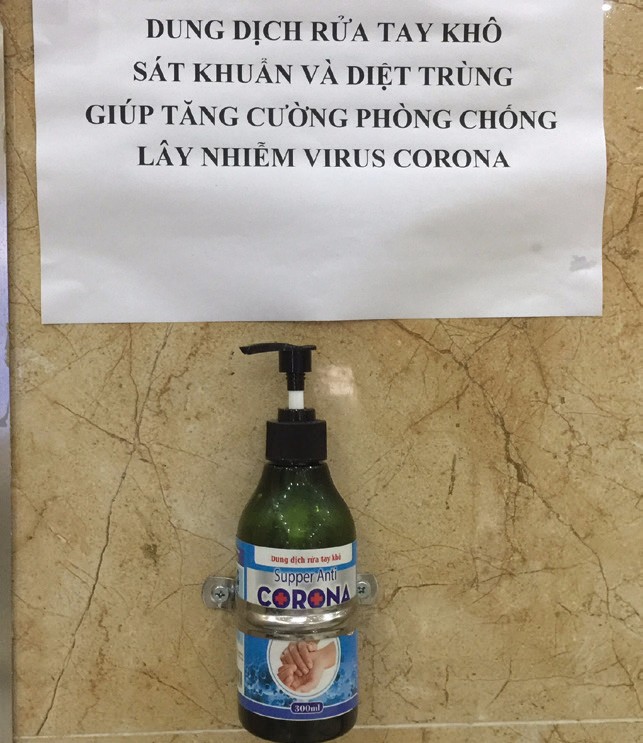 DUNG DỊCH RỬA TAY KHÔ
SÁT KHUẨN VÀ DIỆT TRÙNG
GIÚP TĂNG CƯỜNG PHÒNG CHỐNG
LÂY NHIỄM VIRUS CORONA
Dung dịch rửa tay khô
Supper Anti
CORONA
300ml